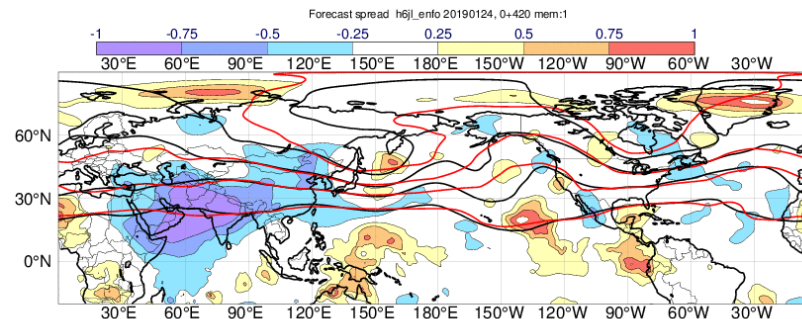 Forecast spread h6jl_enfo 20190124, 0+420 mem:1
-1 -0.75 -0.5 -0.25 0.25 0.5 0.75 1
30°E 60°E 90°E 120°E 150°E 180°E 150°W 120°W 90°W 60°W 30°W
60°N
30°N
0°N
30°E 60°E 90°E 120°E 150°E 180°E 150°W 120°W 90°W 60°W 30°W